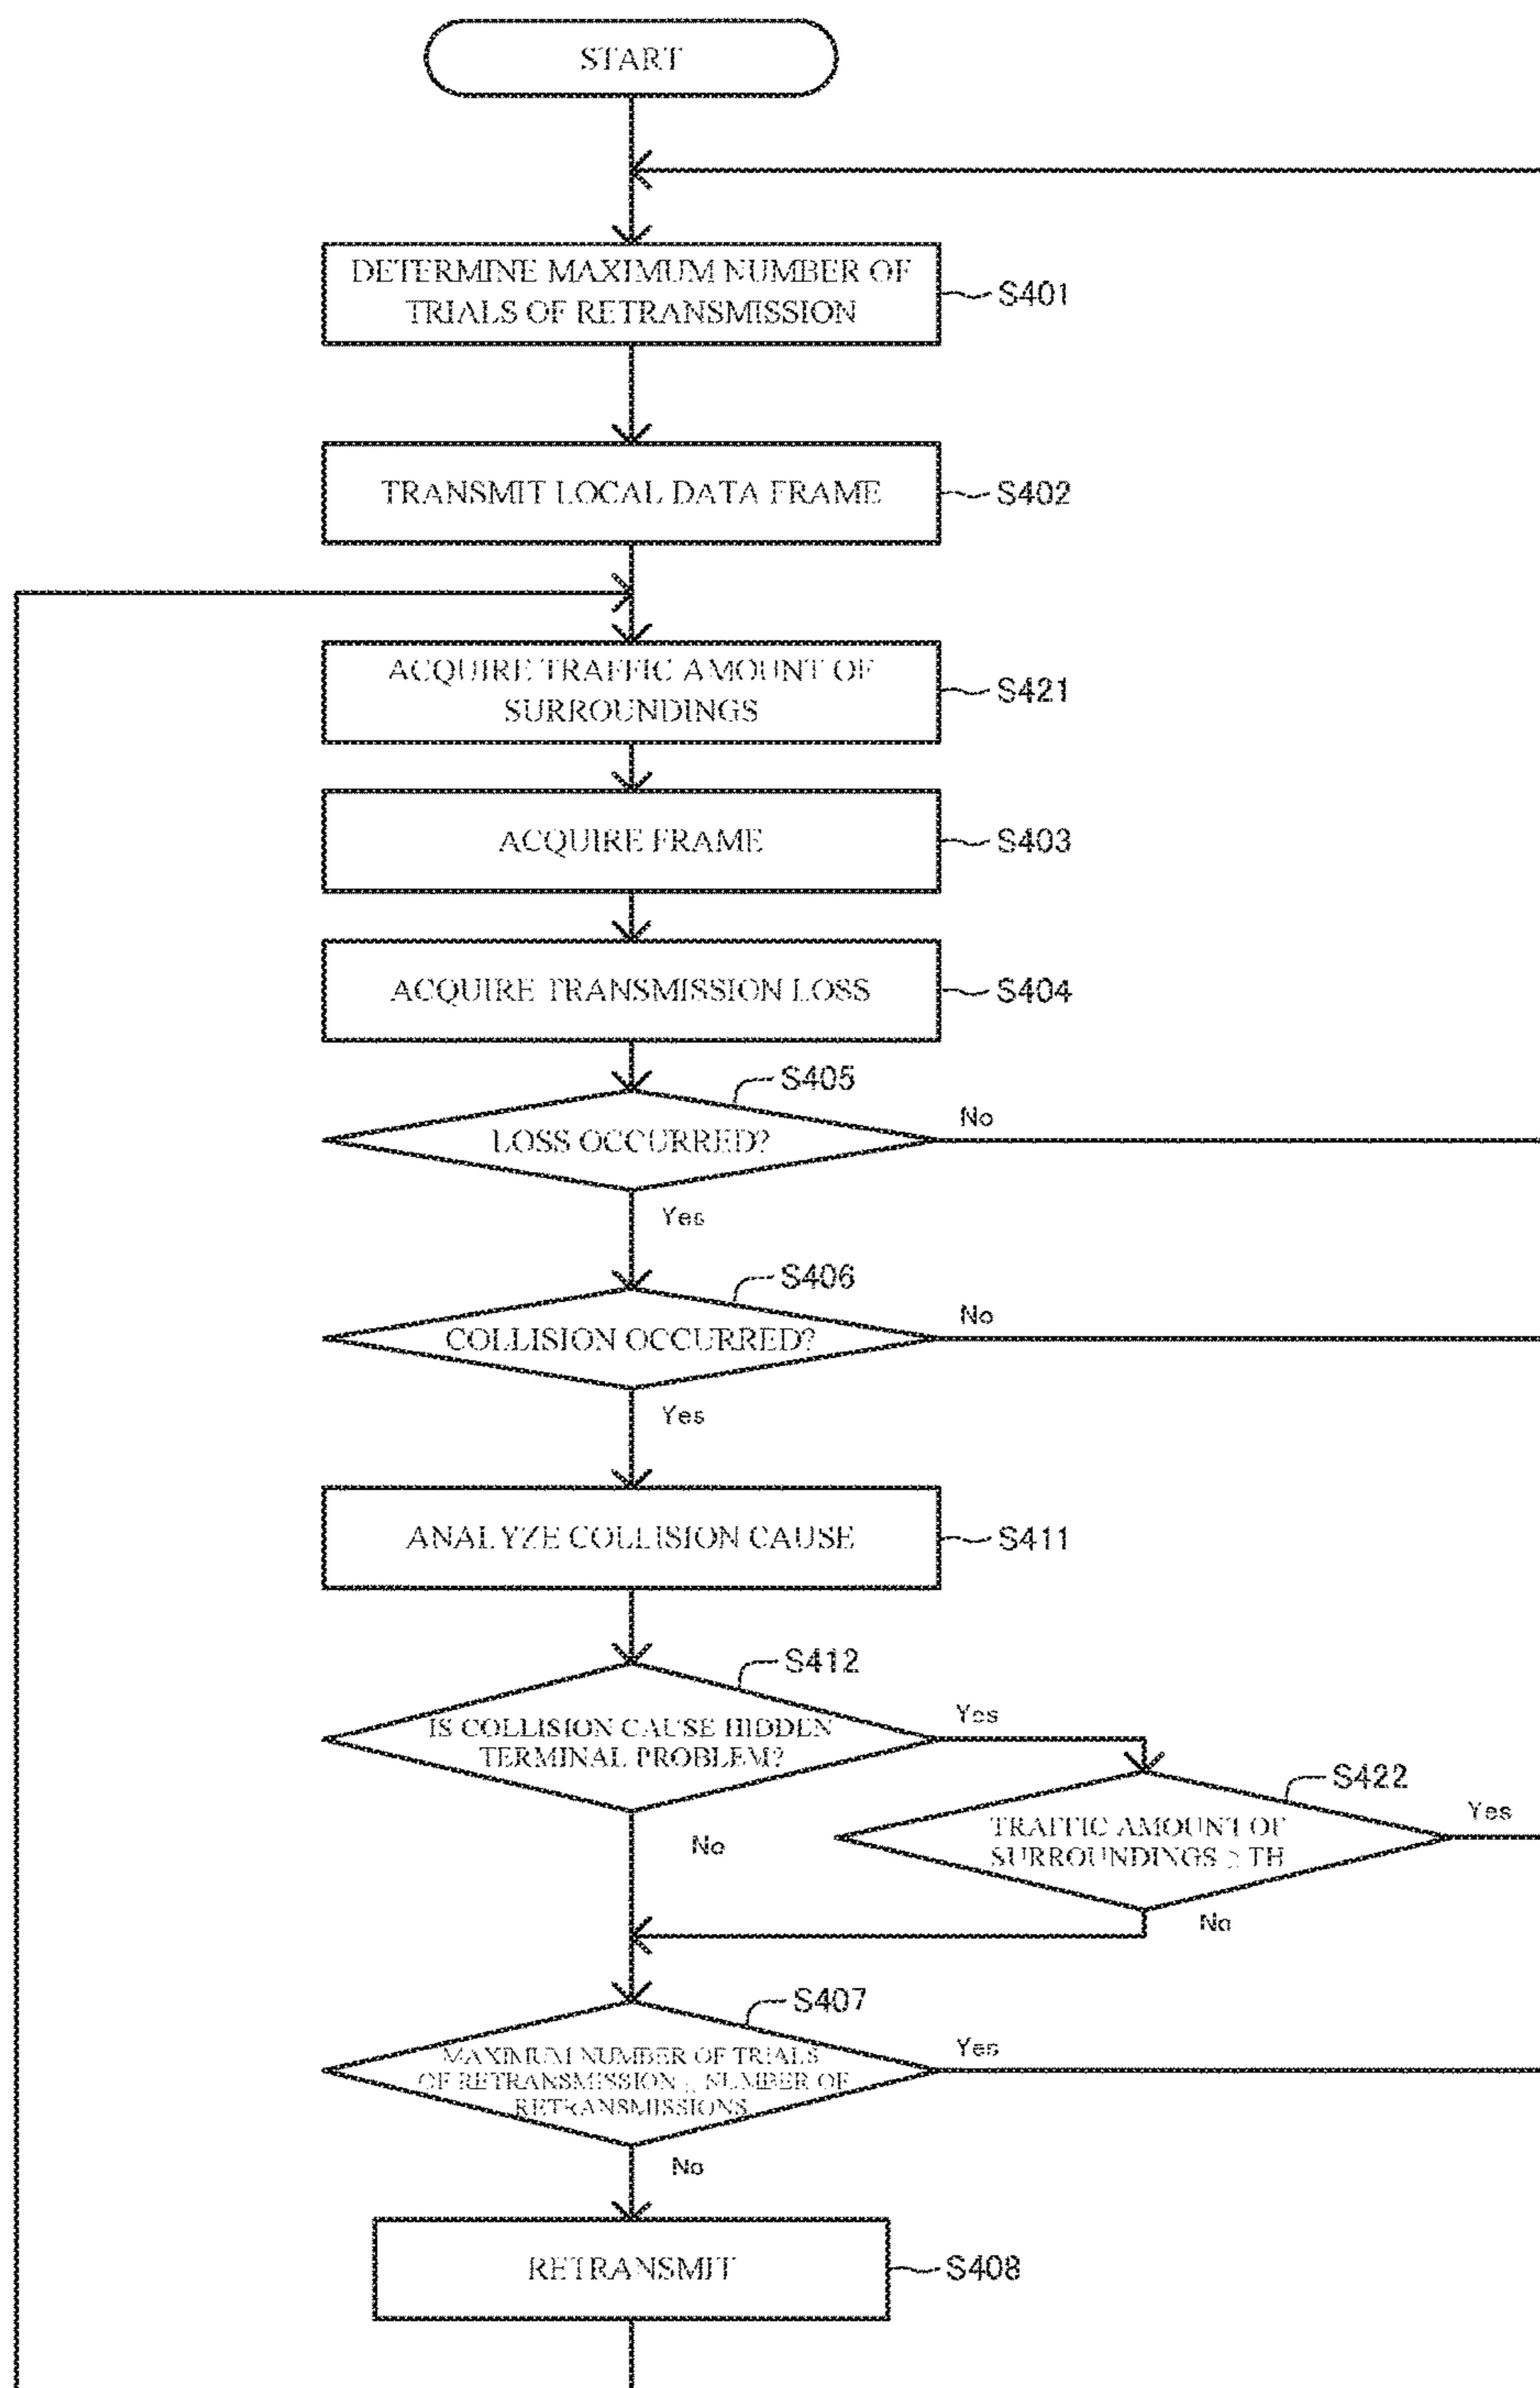 START
DETERMINE MAXIMUM NUMBER OF
TRIALS OF RETRANSMISSION
S401
TRANSMIT LOCAL DATA FRAME
S402
ACQUIRE TRAFFIC AMOUNT OF
SURROUNDINGS
S421
ACQUIRE FRAME
S403
ACQUIRE TRANSMISSION LOSS
S404
S405
LOSS OCCURRED?
No
Yes
S406
COLLISION OCCURRED?
No
Yes
ANALYZE COLLISION CAUSE
S411
S412
IS COLLISION CAUSE HIDDEN
TERMINAL PROBLEM?
Yes
No
S422
TRAFFIC AMOUNT OF
SURROUNDINGS TH
Yes
No
S407
MAXIMUM NUMBER OF TRIALS
OF RETRANSMISSION NUMBER OF
RETRANSMISSIONS
Yes
No
RETRANSMIT
S408